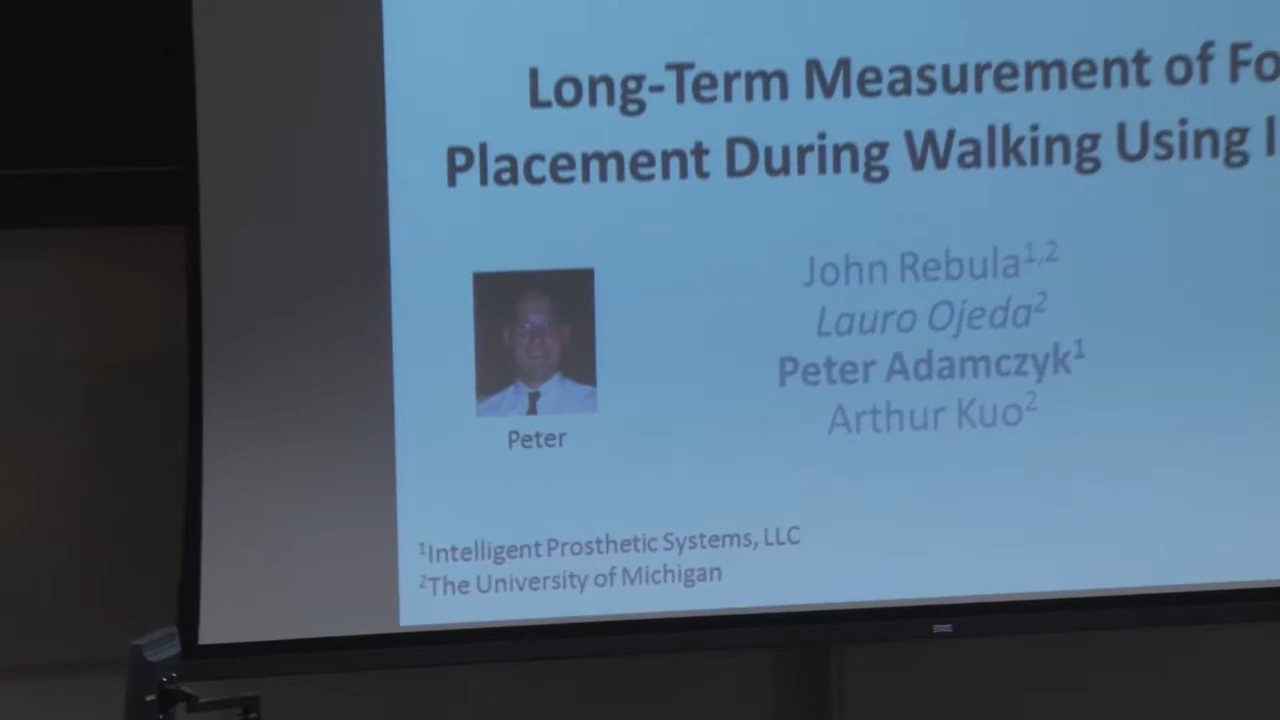 Long-Term Measurement of Fo
Placement During Walking Using I
John Rebula1,2
Lauro Ojeda2
Peter Adamczyk1
Arthur Kuo2
Peter
1Intelligent Prosthetic Systems, LLC
2The University of Michigan